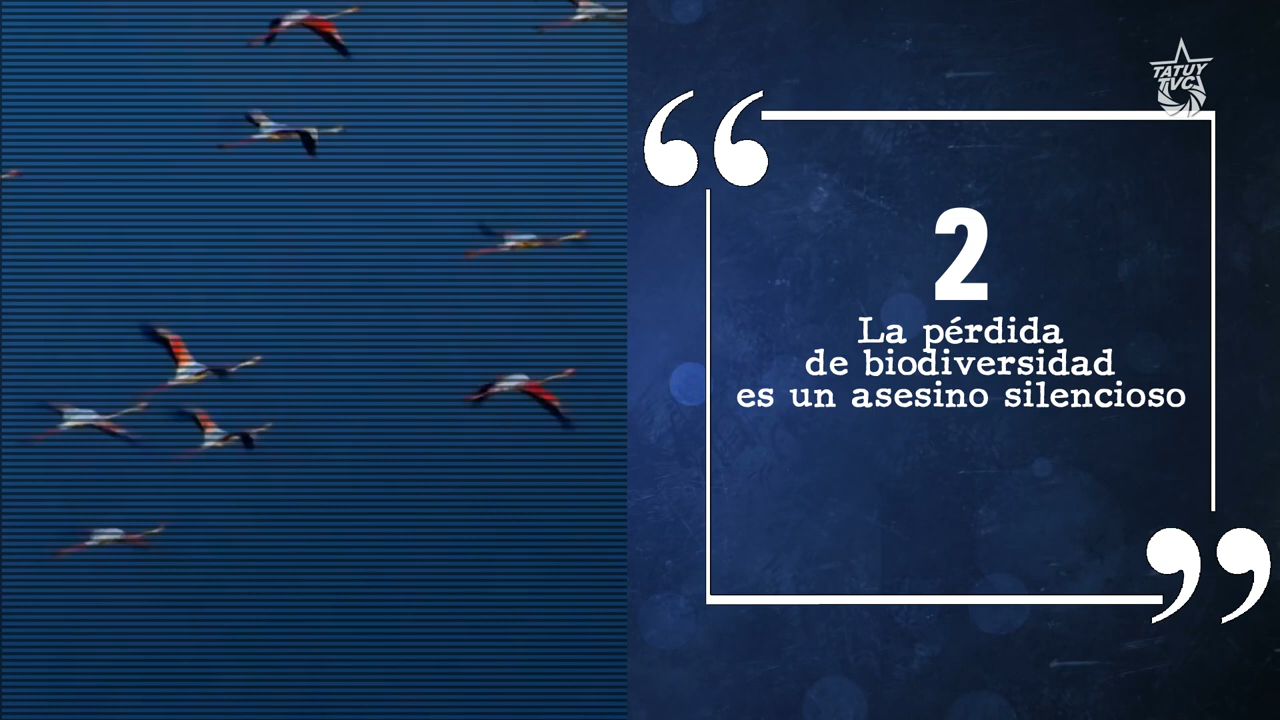 TATUY
TVC
2
La pérdida
de biodiversidad
es un asesino silencioso